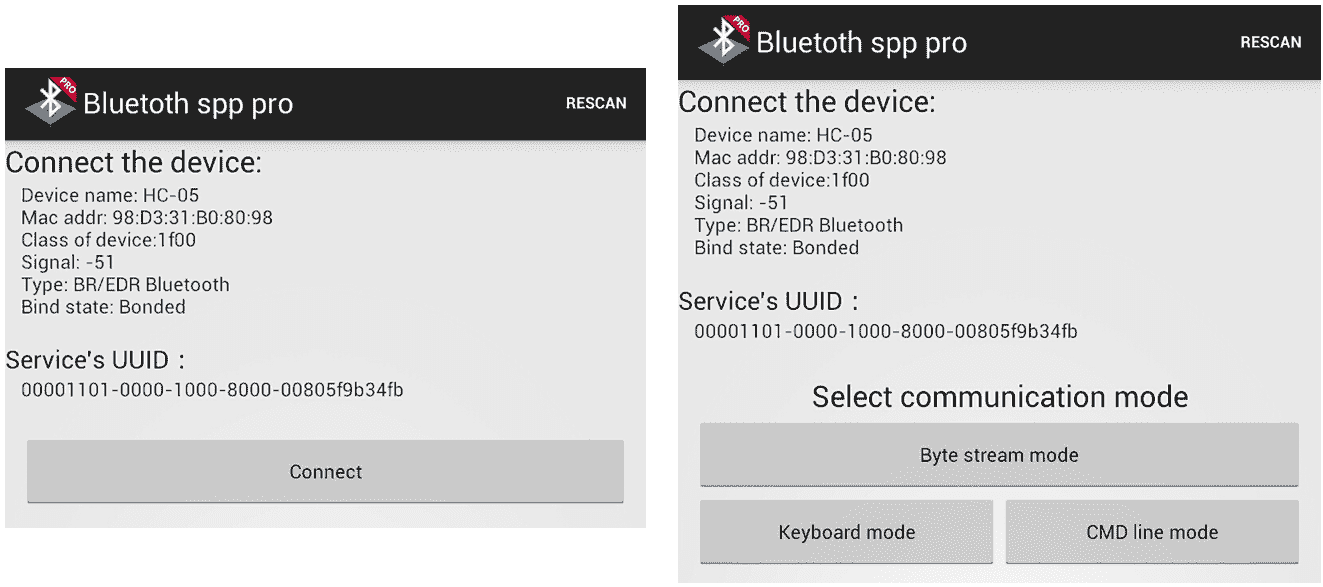 PRO
Bluetoth spp pro
RESCAN
Connect the device:
Device name: HC-05
Mac addr: 98:D3:31:B0:80:98
Class of device:1f00
Signal: -51
Type: BR/EDR Bluetooth
Bind state: Bonded
Service's UUID :
00001101-0000-1000-8000-00805f9b34fb
Connect
PRO
Bluetoth spp pro
RESCAN
Connect the device:
Device name: HC-05
Mac addr: 98:D3:31:B0:80:98
Class of device:1f00
Signal: -51
Type: BR/EDR Bluetooth
Bind state: Bonded
Service's UUID :
00001101-0000-1000-8000-00805f9b34fb
Select communication mode
Byte stream mode
Keyboard mode
CMD line mode